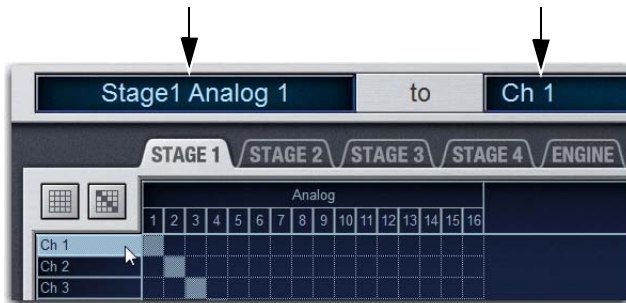 Stage1 Analog 1 to Ch 1
STAGE 1 STAGE 2 STAGE 3 STAGE 4 ENGINE
Analog
1 2 3 4 5 6 7 8 9 10 11 12 13 14 15 16
Ch 1
Ch 2
Ch 3